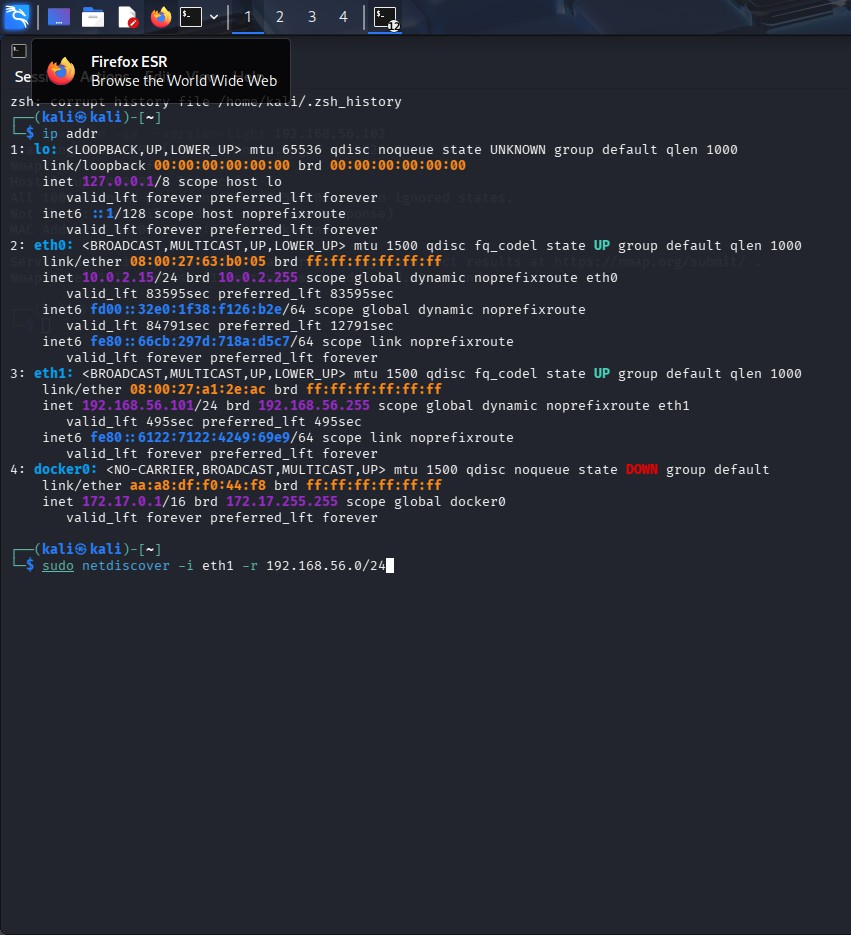 1 2 3 4
12
Firefox ESR
Browse the World Wide Web
zsh: corrupt history file /home/kali/.zsh_history
┌──(kali㉿kali)-[~]
└─$ ip addr
1: lo: <LOOPBACK,UP,LOWER_UP> mtu 65536 qdisc noqueue state UNKNOWN group default qlen 1000
link/loopback 00:00:00:00:00:00 brd 00:00:00:00:00:00
inet 127.0.0.1/8 scope host lo
valid_lft forever preferred_lft forever
inet6 ::1/128 scope host noprefixroute
valid_lft forever preferred_lft forever
2: eth0: <BROADCAST,MULTICAST,UP,LOWER_UP> mtu 1500 qdisc fq_codel state UP group default qlen 1000
link/ether 08:00:27:63:b0:05 brd ff:ff:ff:ff:ff:ff
inet 10.0.2.15/24 brd 10.0.2.255 scope global dynamic noprefixroute eth0
valid_lft 83595sec preferred_lft 83595sec
inet6 fd00::32e0:1f38:f126:b2e/64 scope global dynamic noprefixroute
valid_lft 84791sec preferred_lft 12791sec
inet6 fe80::66cb:297d:718a:d5c7/64 scope link noprefixroute
valid_lft forever preferred_lft forever
3: eth1: <BROADCAST,MULTICAST,UP,LOWER_UP> mtu 1500 qdisc fq_codel state UP group default qlen 1000
link/ether 08:00:27:a1:2e:ac brd ff:ff:ff:ff:ff:ff
inet 192.168.56.101/24 brd 192.168.56.255 scope global dynamic noprefixroute eth1
valid_lft 495sec preferred_lft 495sec
inet6 fe80::6122:7122:4249:69e9/64 scope link noprefixroute
valid_lft forever preferred_lft forever
4: docker0: <NO-CARRIER,BROADCAST,MULTICAST,UP> mtu 1500 qdisc noqueue state DOWN group default
link/ether aa:a8:df:f0:44:f8 brd ff:ff:ff:ff:ff:ff
inet 172.17.0.1/16 brd 172.17.255.255 scope global docker0
valid_lft forever preferred_lft forever
┌──(kali㉿kali)-[~]
└─$ sudo netdiscover -i eth1 -r 192.168.56.0/24